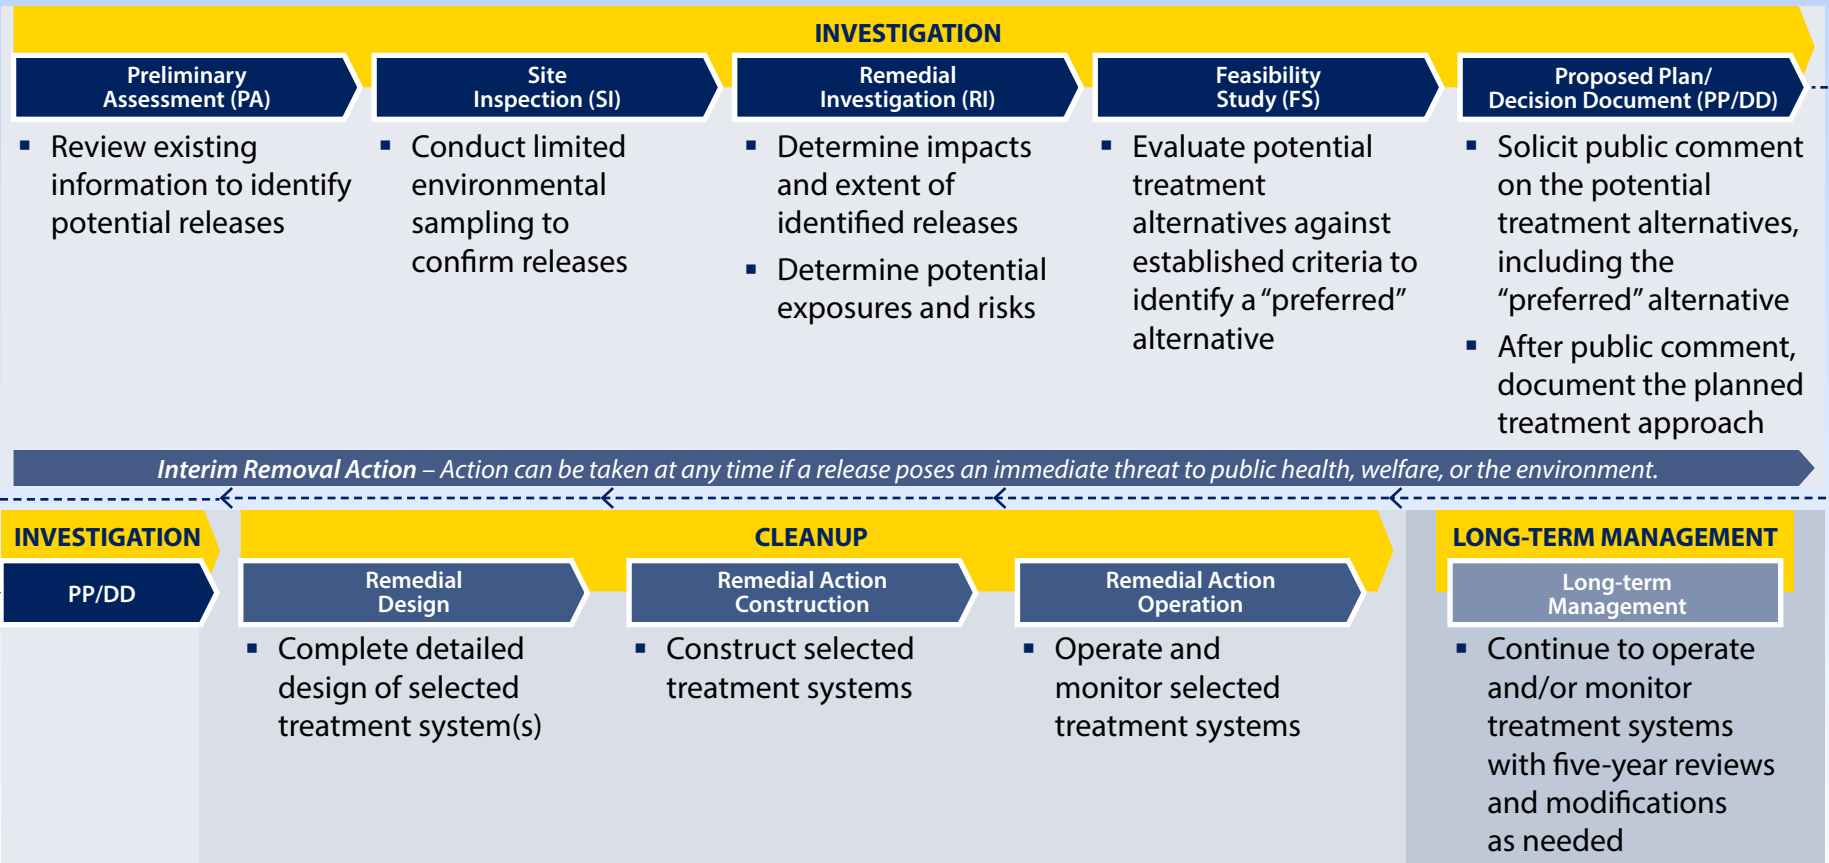 INVESTIGATION
Preliminary
Assessment (PA)
▪ Review existing
information to identify
potential releases
Site
Inspection (SI)
▪ Conduct limited
environmental
sampling to
confirm releases
Remedial
Investigation (RI)
▪ Determine impacts
and extent of
identified releases
▪ Determine potential
exposures and risks
Feasibility
Study (FS)
▪ Evaluate potential
treatment
alternatives against
established criteria to
identify a “preferred”
alternative
Proposed Plan/
Decision Document (PP/DD)
▪ Solicit public comment
on the potential
treatment alternatives,
including the
“preferred” alternative
▪ After public comment,
document the planned
treatment approach
Interim Removal Action – Action can be taken at any time if a release poses an immediate threat to public health, welfare, or the environment.
INVESTIGATION
PP/DD
CLEANUP
Remedial
Design
▪ Complete detailed
design of selected
treatment system(s)
Remedial Action
Construction
▪ Construct selected
treatment systems
Remedial Action
Operation
▪ Operate and
monitor selected
treatment systems
LONG-TERM MANAGEMENT
Long-term
Management
▪ Continue to operate
and/or monitor
treatment systems
with five-year reviews
and modifications
as needed